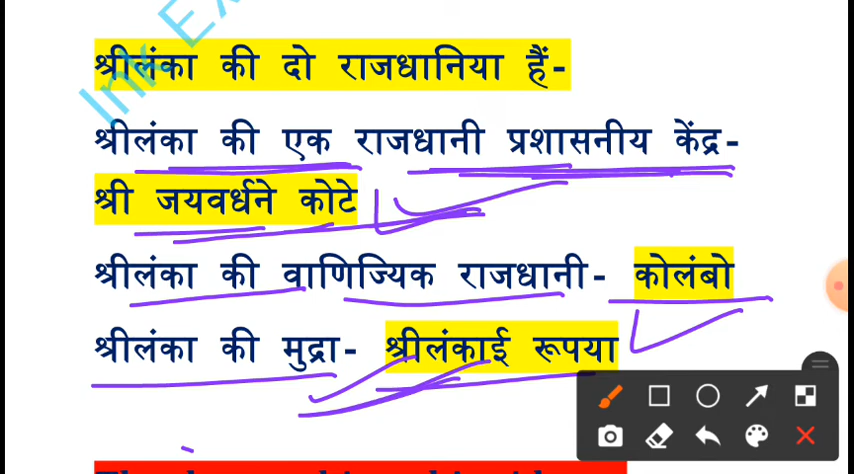 श्रीलंका की दो राजधानिया हैं-
श्रीलंका की एक राजधानी प्रशासनीय केंद्र-
श्री जयवर्धने कोटे
श्रीलंका की वाणिज्यिक राजधानी- कोलंबो
श्रीलंका की मुद्रा- श्रीलंकाई रूपया